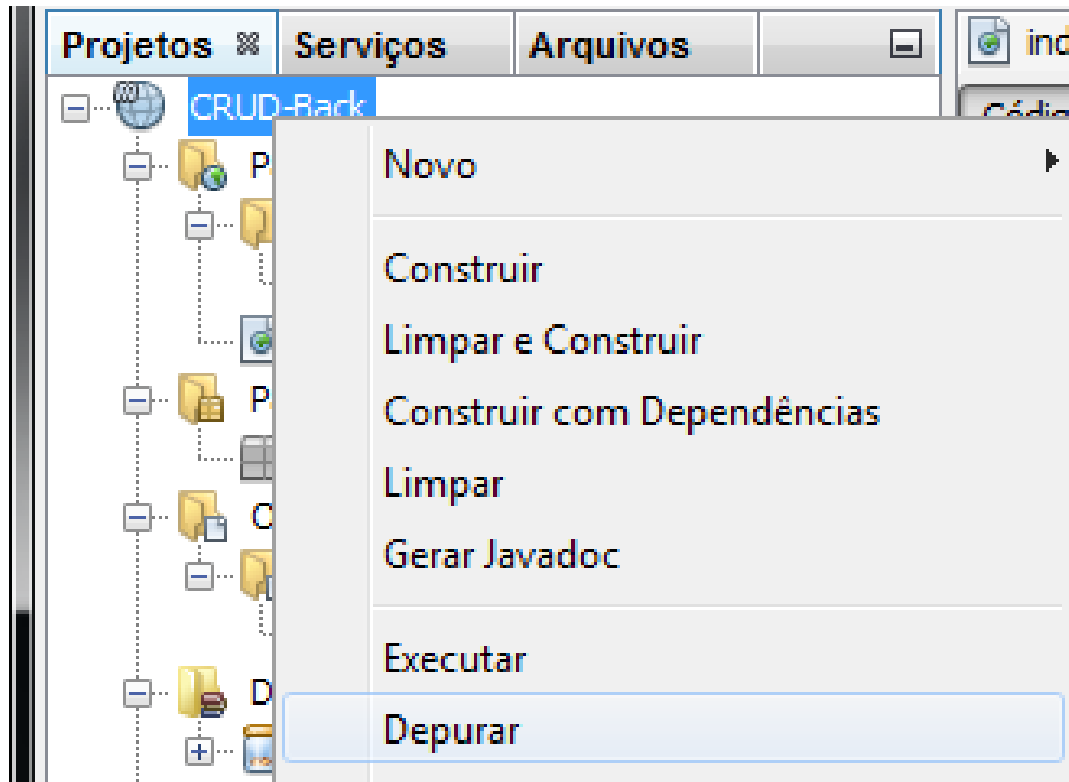 Projetos Serviços Arquivos
CRUD-Back
Novo
Construir
Limpar e Construir
Construir com Dependências
Limpar
Gerar Javadoc
Executar
Depurar